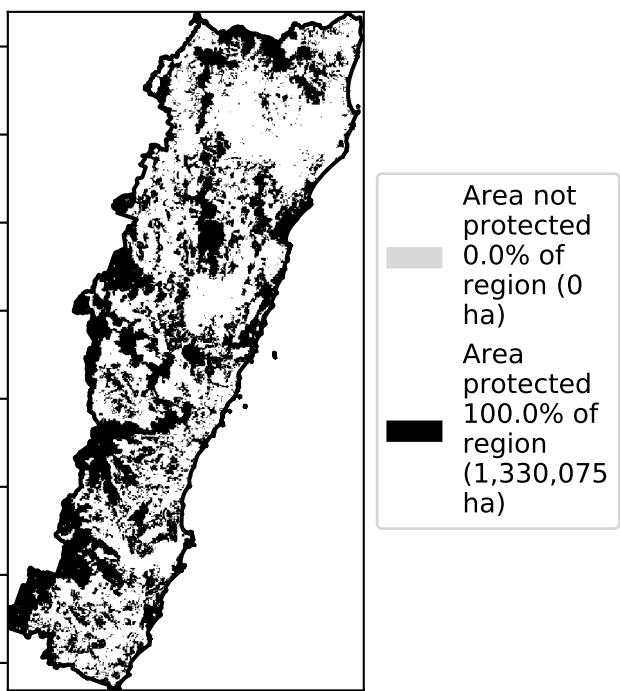 Area not
protected
0.0% of
region (0
ha)
Area
protected
100.0% of
region
(1,330,075
ha)